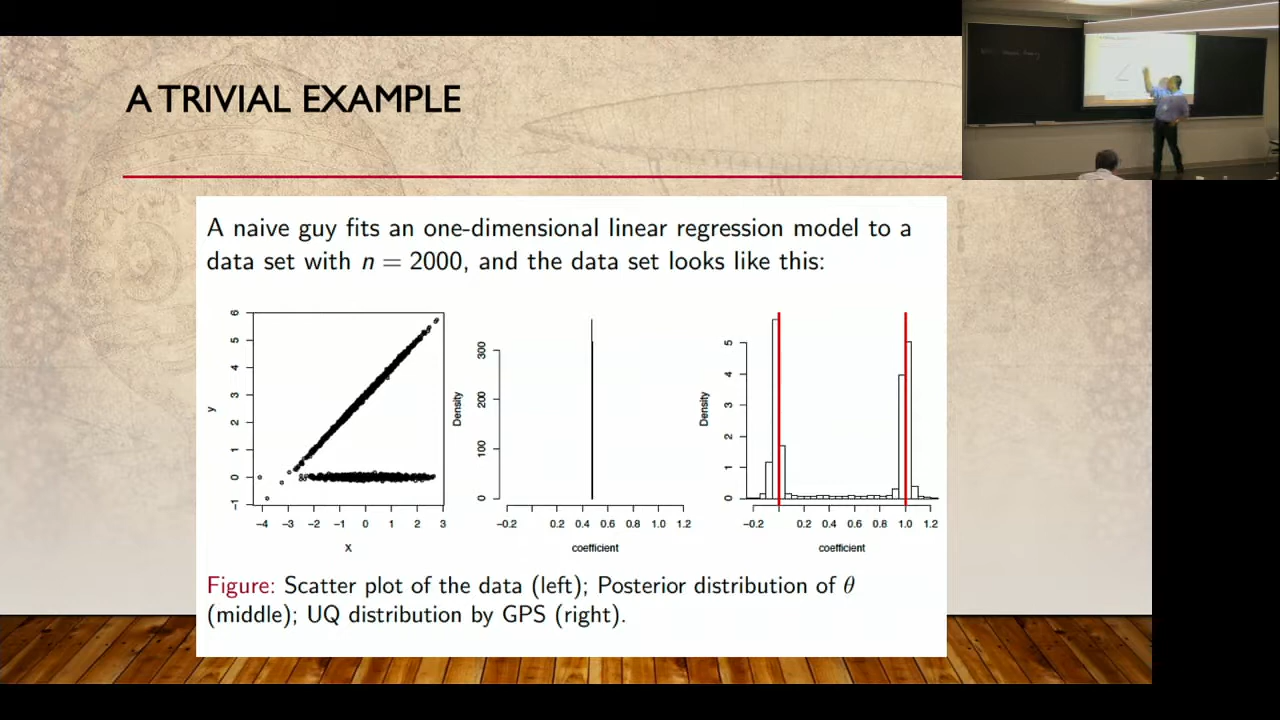 A TRIVIAL EXAMPLE
A naive guy fits an one-dimensional linear regression model to a
data set with n = 2000, and the data set looks like this:
y
6
5
4
3
2
1
0
−1
−4 −3 −2 −1 0 1 2 3
X
Density
300
200
100
0
−0.2 0.2 0.4 0.6 0.8 1.0 1.2
coefficient
Density
5
4
3
2
1
0
−0.2 0.2 0.4 0.6 0.8 1.0 1.2
coefficient
Figure: Scatter plot of the data (left); Posterior distribution of θ
(middle); UQ distribution by GPS (right).